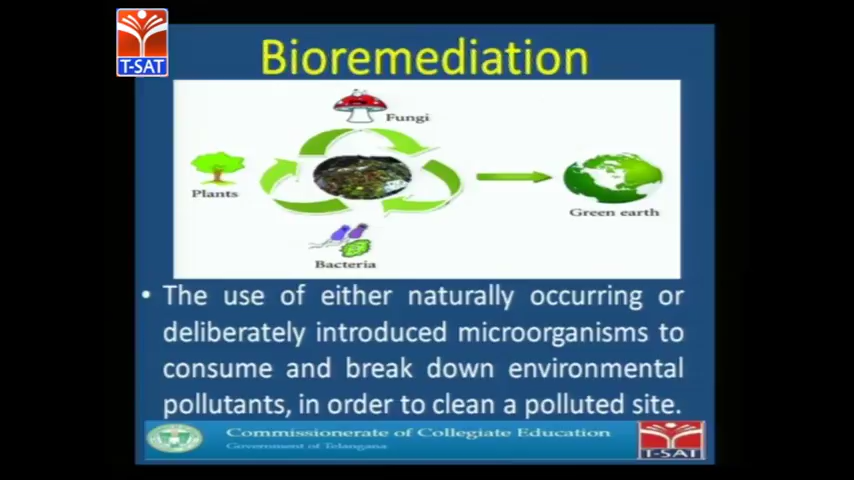 T-SAT
Bioremediation
Fungi
Plants
Green earth
Bacteria
• The use of either naturally occurring or
deliberately introduced microorganisms to
consume and break down environmental
pollutants, in order to clean a polluted site.
Commissionerate of Collegiate Education
Government of Telangana
T-SAT